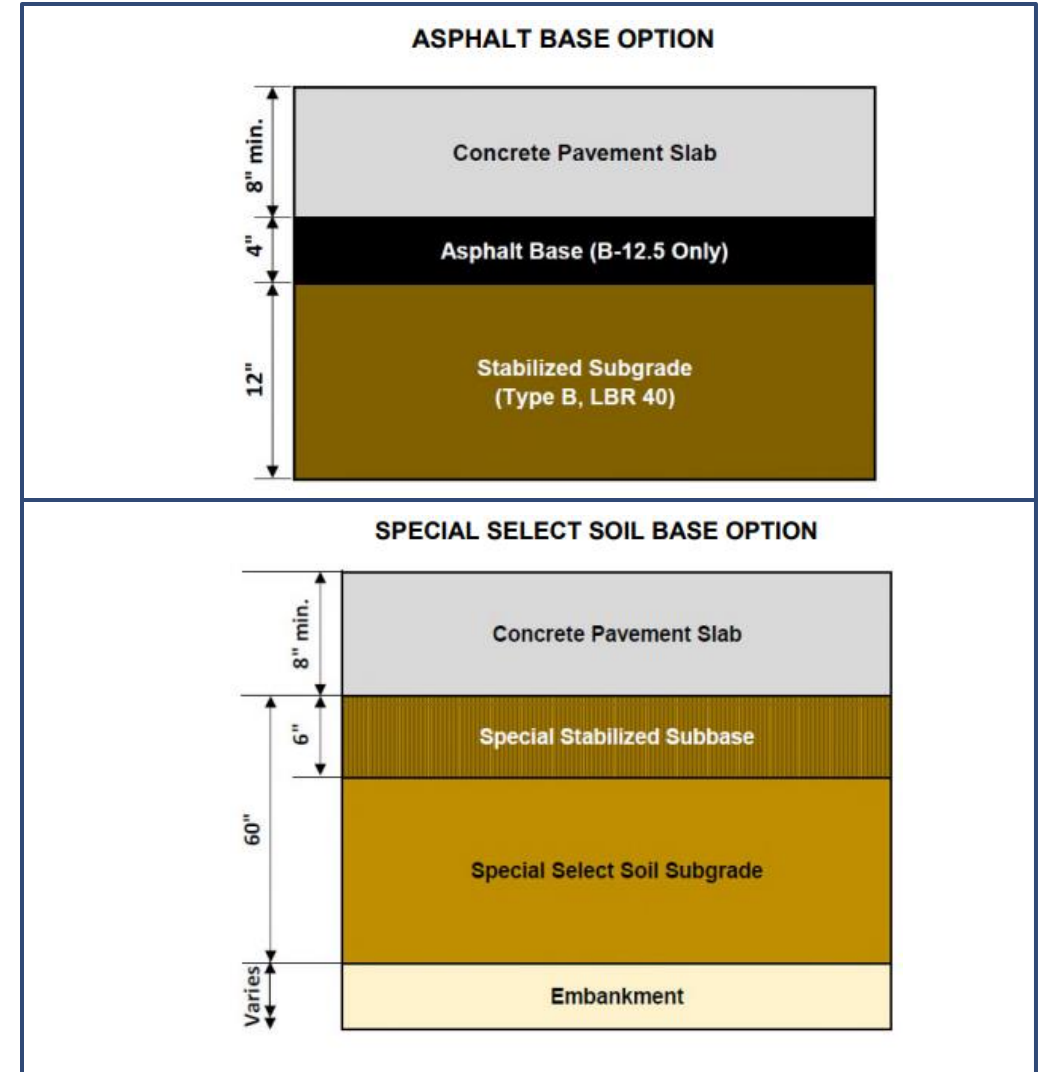 ASPHALT BASE OPTION
8" min.
Concrete Pavement Slab
4"
Asphalt Base (B-12.5 Only)
12"
Stabilized Subgrade
(Type B, LBR 40)
SPECIAL SELECT SOIL BASE OPTION
8" min.
Concrete Pavement Slab
6"
Special Stabilized Subbase
60"
Special Select Soil Subgrade
Varies
Embankment